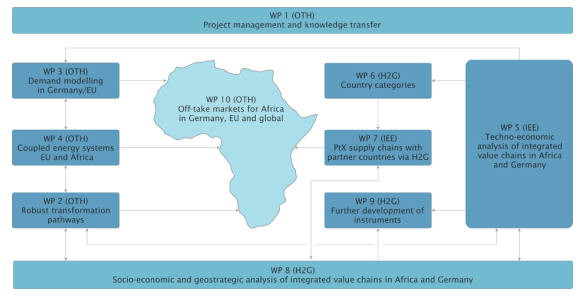 WP 1 (OTH)
Project management and knowledge transfer
WP 3 (OTH)
Demand modelling
in Germany/EU
WP 10 (OTH)
Off-take markets for Africa
in Germany, EU and global
WP 6 (H2G)
Country categories
WP 4 (OTH)
Coupled energy systems
EU and Africa
WP 7 (IEE)
PtX supply chains with
partner countries via H2G
WP 5 (IEE)
Techno-economic
analysis of integrated
value chains in Africa
and Germany
WP 2 (OTH)
Robust transformation
pathways
WP 9 (H2G)
Further development of
instruments
WP 8 (H2G)
Socio-economic and geostrategic analysis of integrated value chains in Africa and Germany